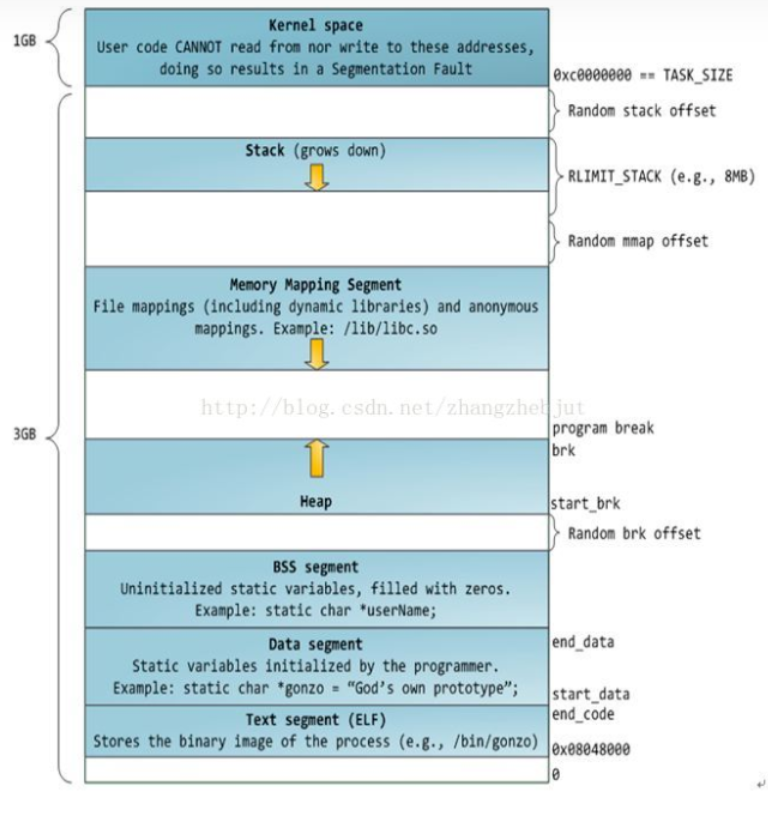 Kernel space
1GB
User code CANNOT read from nor write to these addresses,
doing so results in a Segmentation Fault
0xc0000000 == TASK_SIZE
Random stack offset
Stack (grows down)
RLIMIT_STACK (e.g., 8MB)
Random mmap offset
Memory Mapping Segment
File mappings (including dynamic libraries) and anonymous
mappings. Example: /lib/libc.so
http://blog.csdn.net/zhangzhebjut
program break
3GB
brk
Heap
start_brk
Random brk offset
BSS segment
Uninitialized static variables, filled with zeros.
Example: static char *userName;
Data segment
end_data
Static variables initialized by the programmer.
Example: static char *gonzo = “God’s own prototype”;
start_data
end_code
Text segment (ELF)
Stores the binary image of the process (e.g., /bin/gonzo)
0x08048000
0